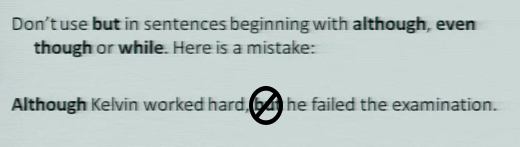 Don't use but in sentences beginning with although, even
though or while. Here is a mistake:
Although Kelvin worked hard, but he failed the examination.